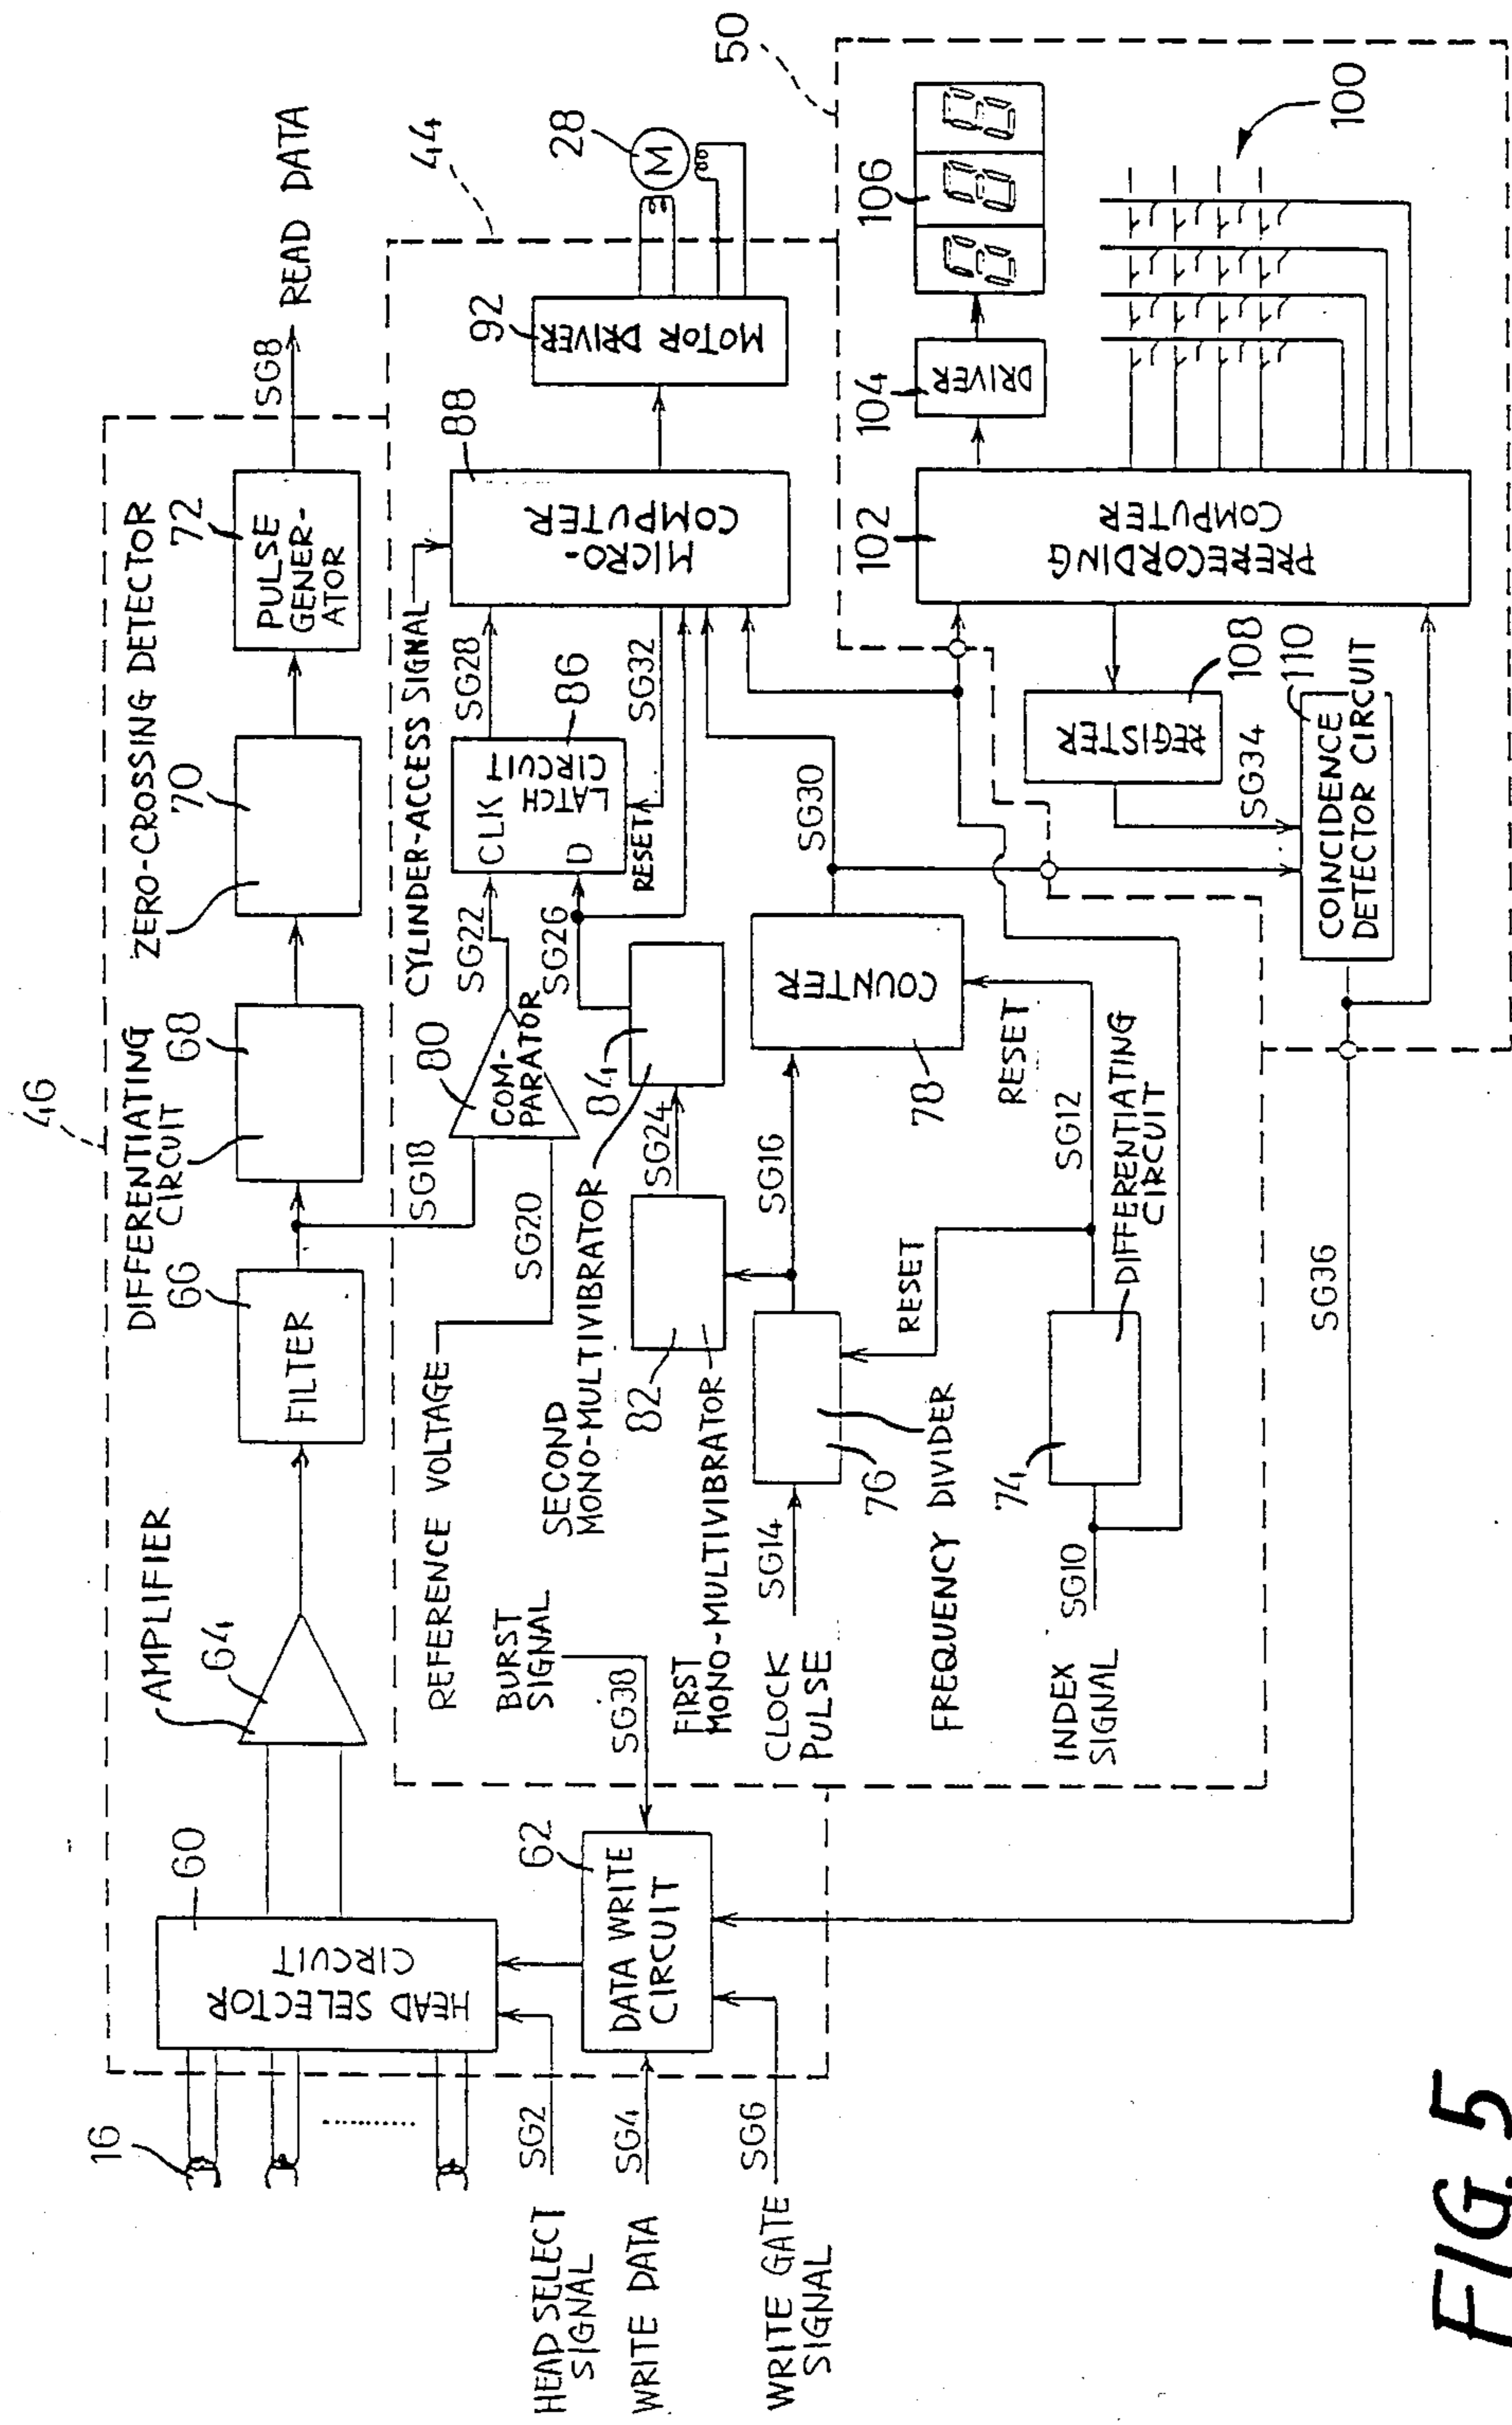 46
DIFFERENTIATING
CIRCUIT
ZERO-CROSSING DETECTOR
AMPLIFIER
64
66
FILTER
68
70
72
PULSE
GENER-
ATOR
SG8
READ DATA
16
60
HEAD SELECTOR
CIRCUIT
HEAD SELECT
SIGNAL
SG2
WRITE DATA
SG4
WRITE GATE
SIGNAL
SG6
62
DATA WRITE
CIRCUIT
BURST
SIGNAL
SG38
44
REFERENCE VOLTAGE
SG18
SG20
80
COM-
PARATOR
CYLINDER-ACCESS SIGNAL
SG22
SG26
CLK
D
LATCH
CIRCUIT
86
RESET
SG28
SG32
88
MICRO-
COMPUTER
92
MOTOR DRIVER
28
M
SECOND
MONO-MULTIVIBRATOR
84
SG24
FIRST
MONO-MULTIVIBRATOR
82
CLOCK
PULSE
SG14
76
FREQUENCY DIVIDER
SG16
RESET
COUNTER
78
RESET
SG30
INDEX
SIGNAL
SG10
74
SG12
DIFFERENTIATING
CIRCUIT
SG36
50
102
PRERECORDING
COMPUTER
104
DRIVER
106
8 8 8
100
REGISTER
108
SG34
110
COINCIDENCE
DETECTOR CIRCUIT
FIG. 5